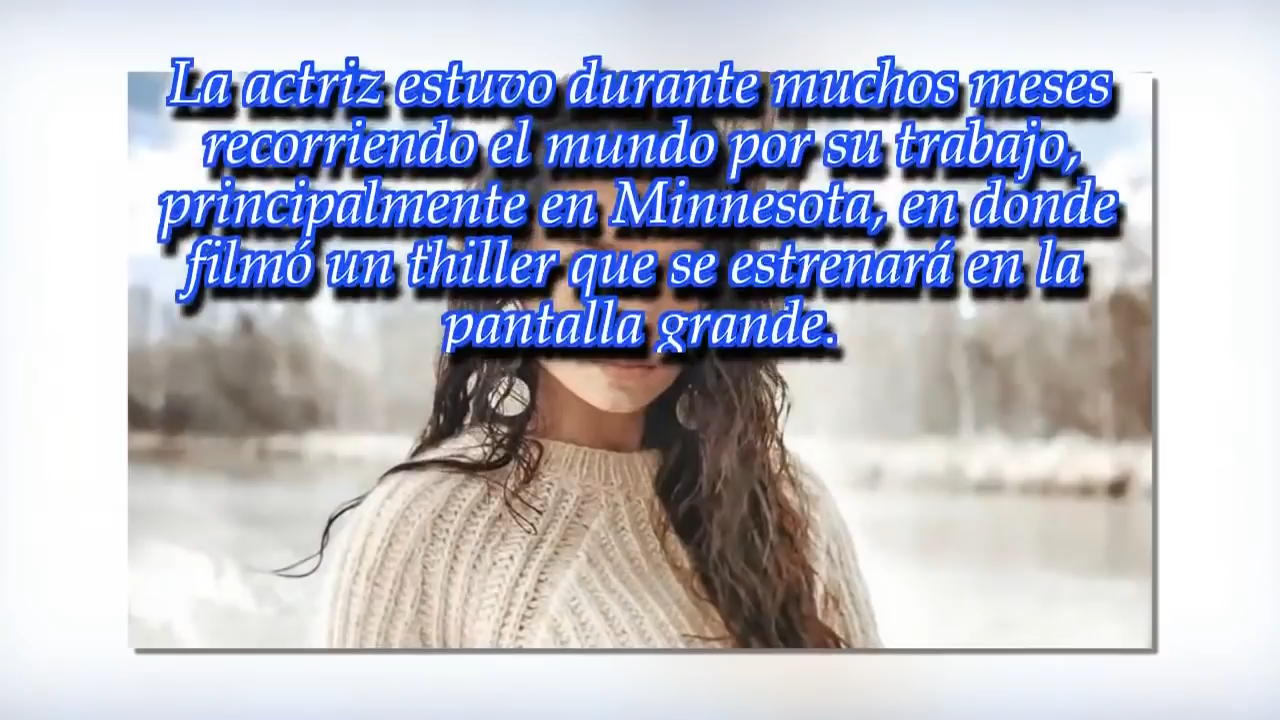 La actriz estuvo durante muchos meses
recorriendo el mundo por su trabajo,
principalmente en Minnesota, en donde
filmó un thiller que se estrenará en la
pantalla grande.